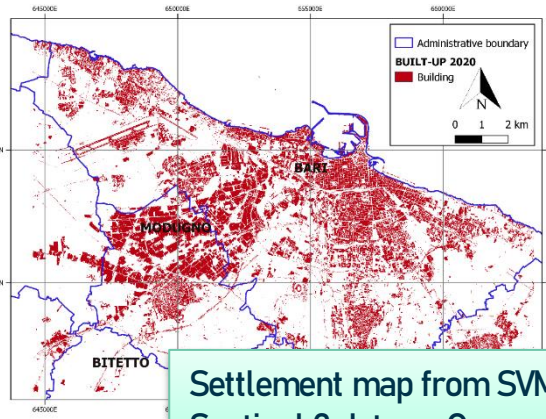 645000E 650000E 655000E 660000E
Administrative boundary
BUILT-UP 2020
Building
N
0 1 2 km
N
BARI
MODUGNO
N
BITETTO
Settlement map from SVM
645000E